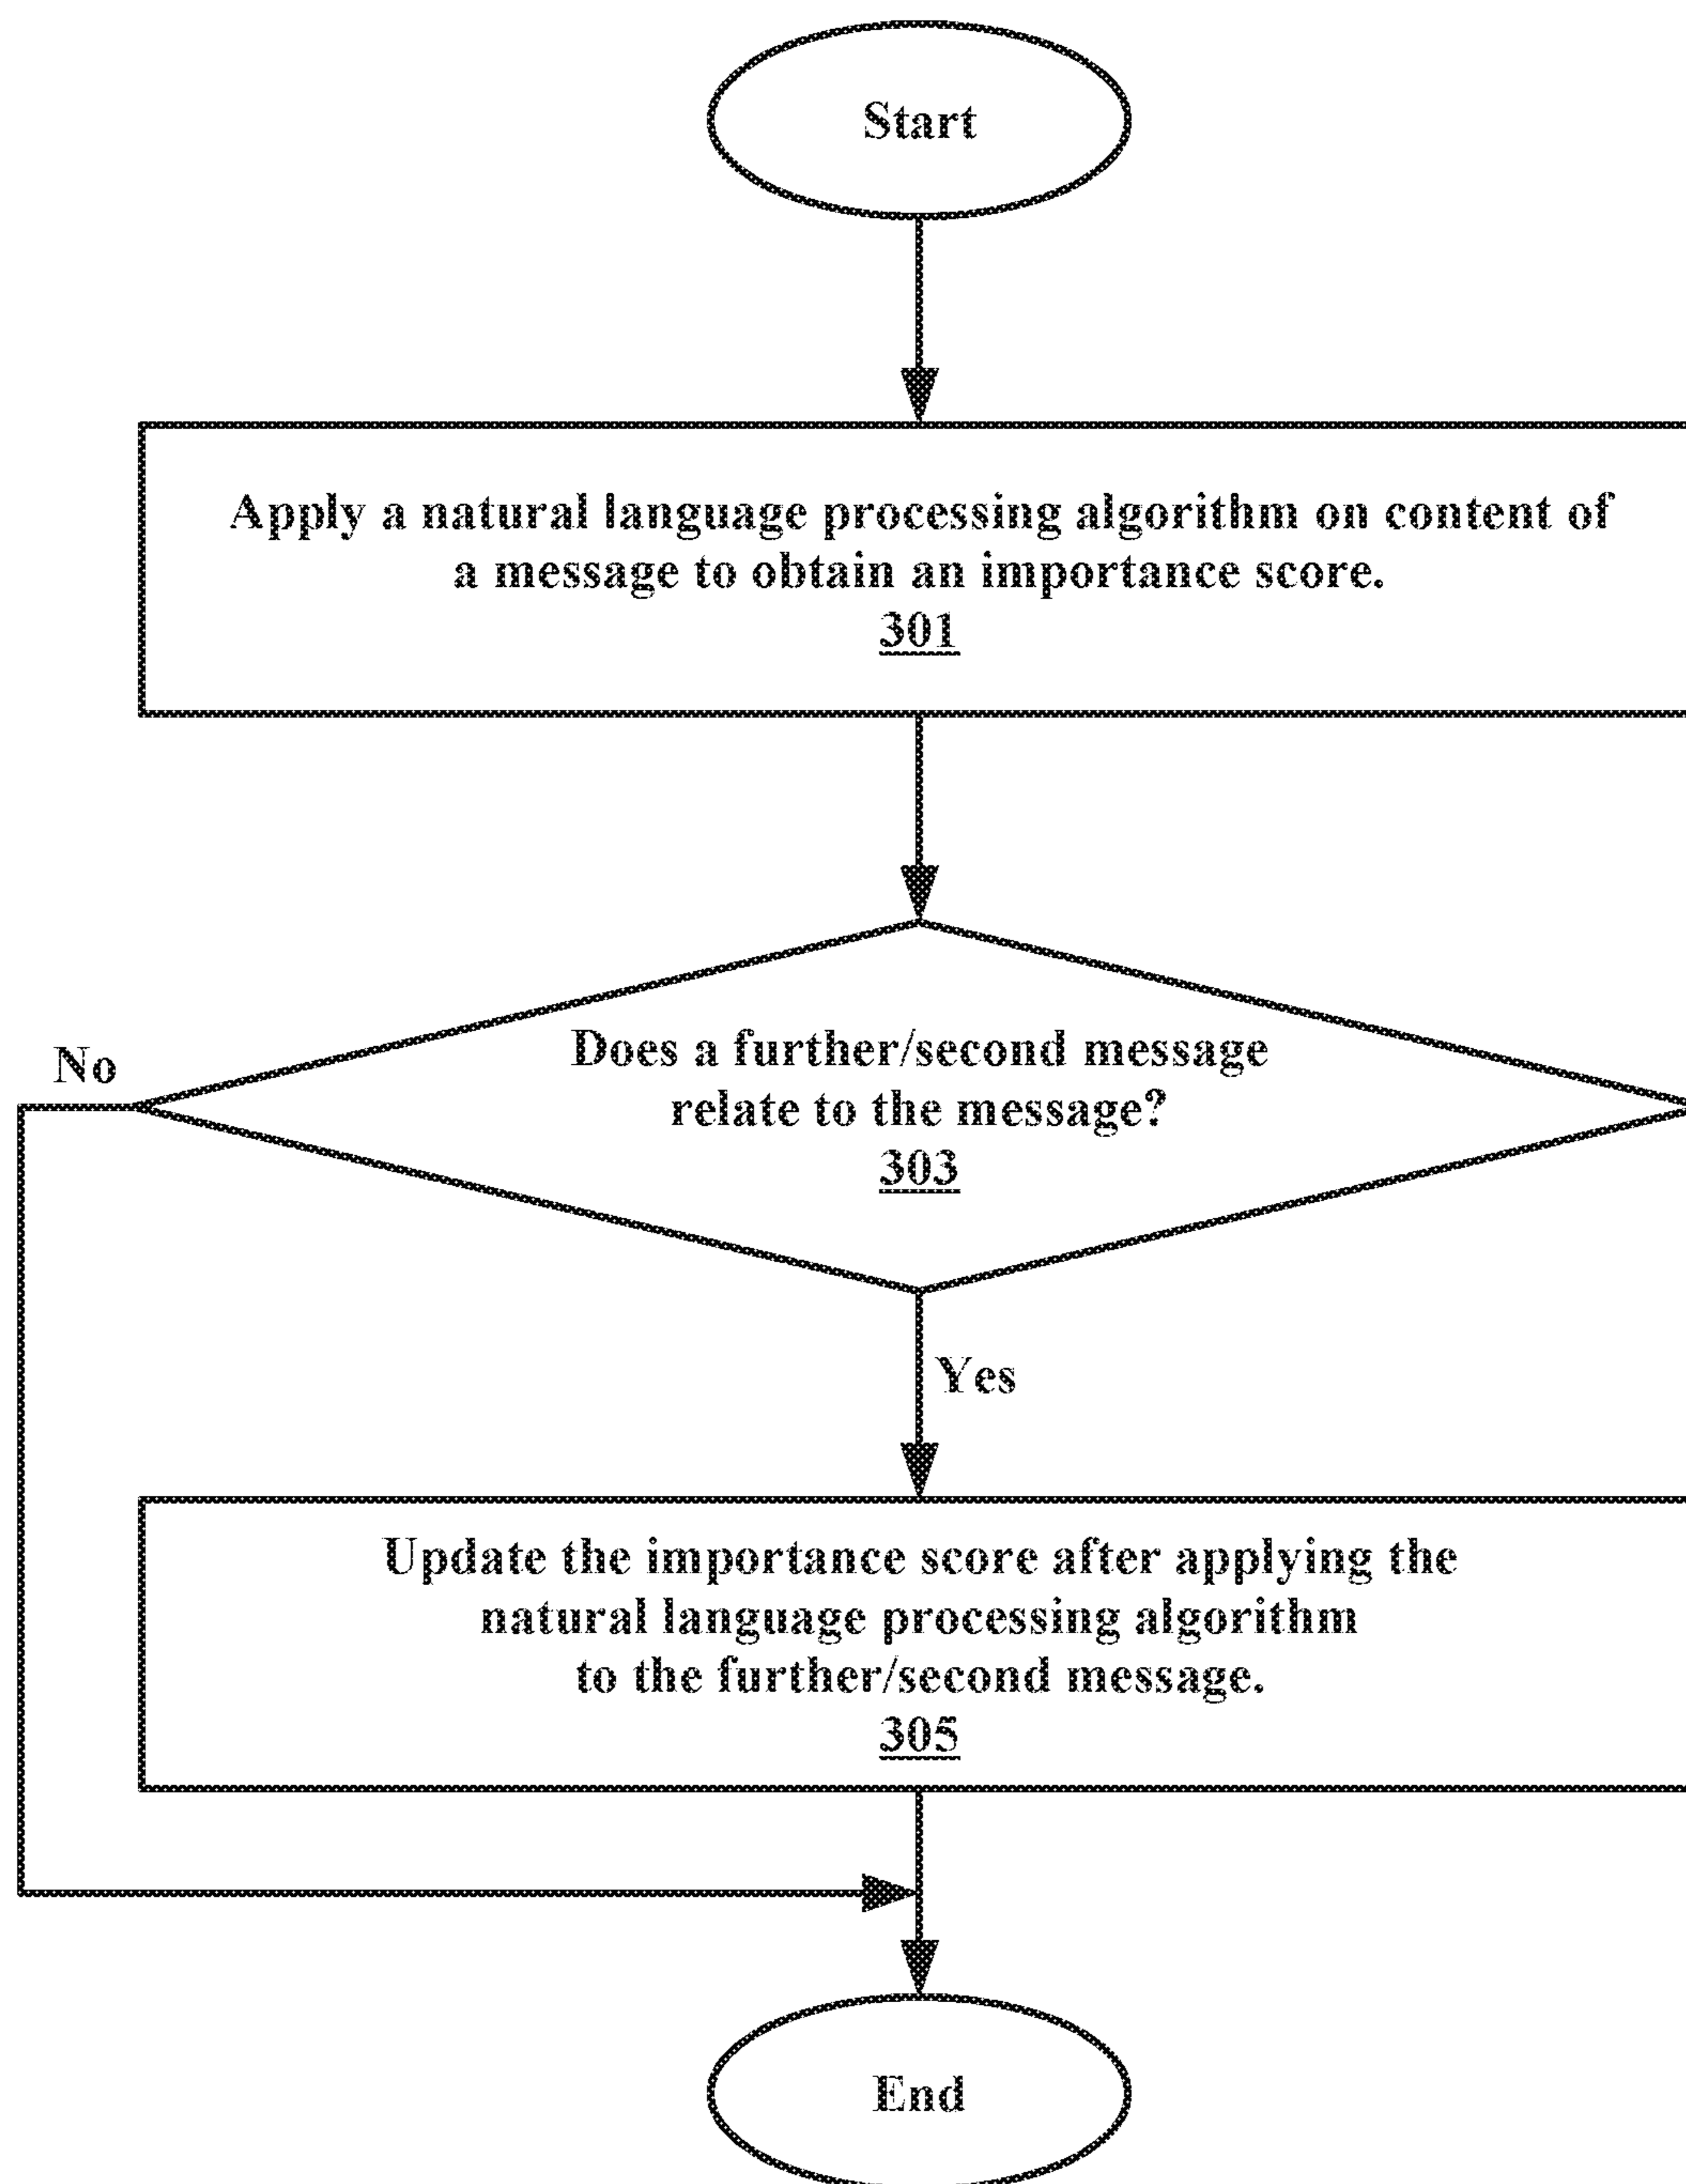 Start
Apply a natural language processing algorithm on content of
a message to obtain an importance score.
301
Does a further/second message
relate to the message?
303
No
Yes
Update the importance score after applying the
natural language processing algorithm
to the further/second message.
305
End